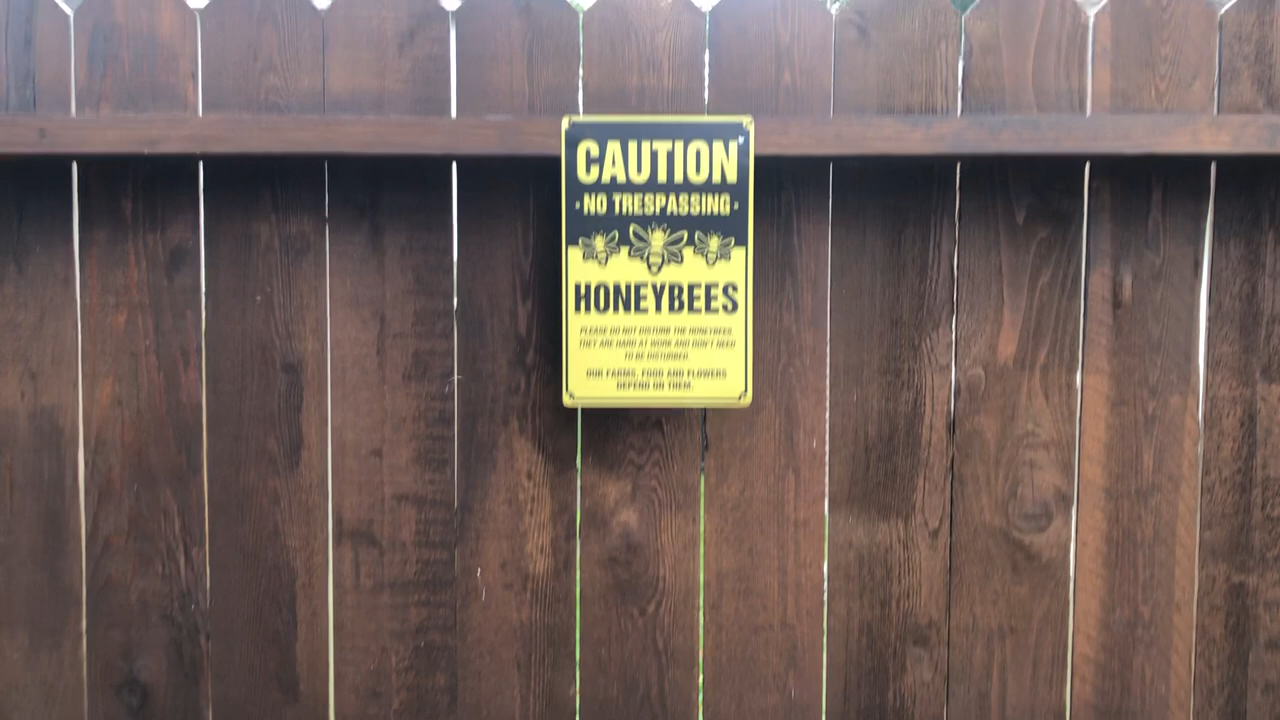 CAUTION
- NO TRESPASSING -
HONEYBEES
PLEASE DO NOT DISTURB THE HONEYBEES.
THEY ARE HARD AT WORK AND DON'T NEED
TO BE DISTURBED.
OUR FARMS, FOOD AND FLOWERS
DEPEND ON THEM.